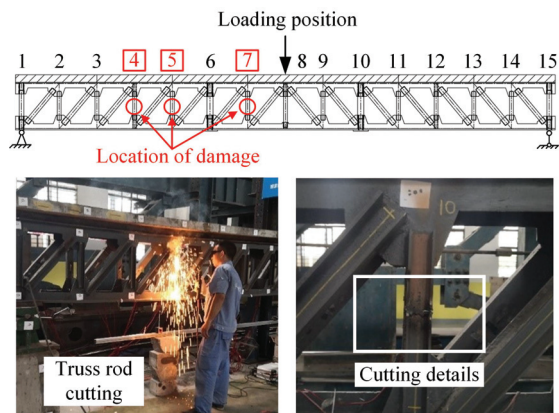 Loading position
1 2 3 4 5 6 7 8 9 10 11 12 13 14 15
Location of damage
Truss rod
cutting
10
Cutting details